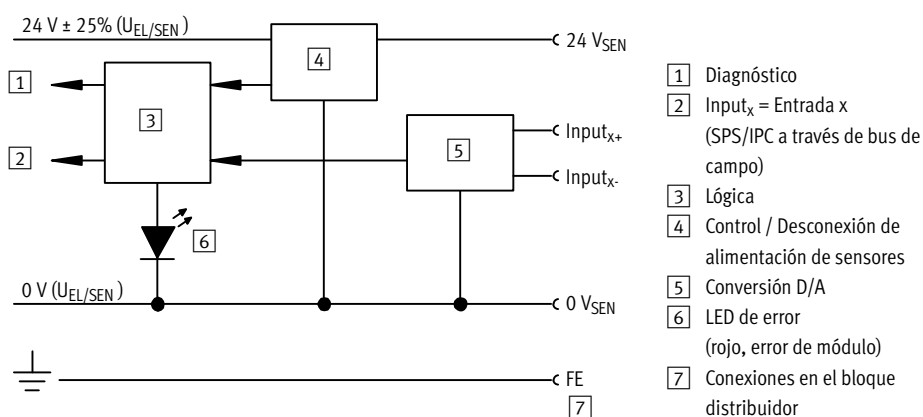 24 V ± 25% (U_EL/SEN)
4
24 V_SEN
1
3
2
5
Input_x+
Input_x-
6
0 V (U_EL/SEN)
0 V_SEN
FE
7
1 Diagnóstico
2 Input_x = Entrada x
(SPS/IPC a través de bus de
campo)
3 Lógica
4 Control / Desconexión de
alimentación de sensores
5 Conversión D/A
6 LED de error
(rojo, error de módulo)
7 Conexiones en el bloque
distribuidor